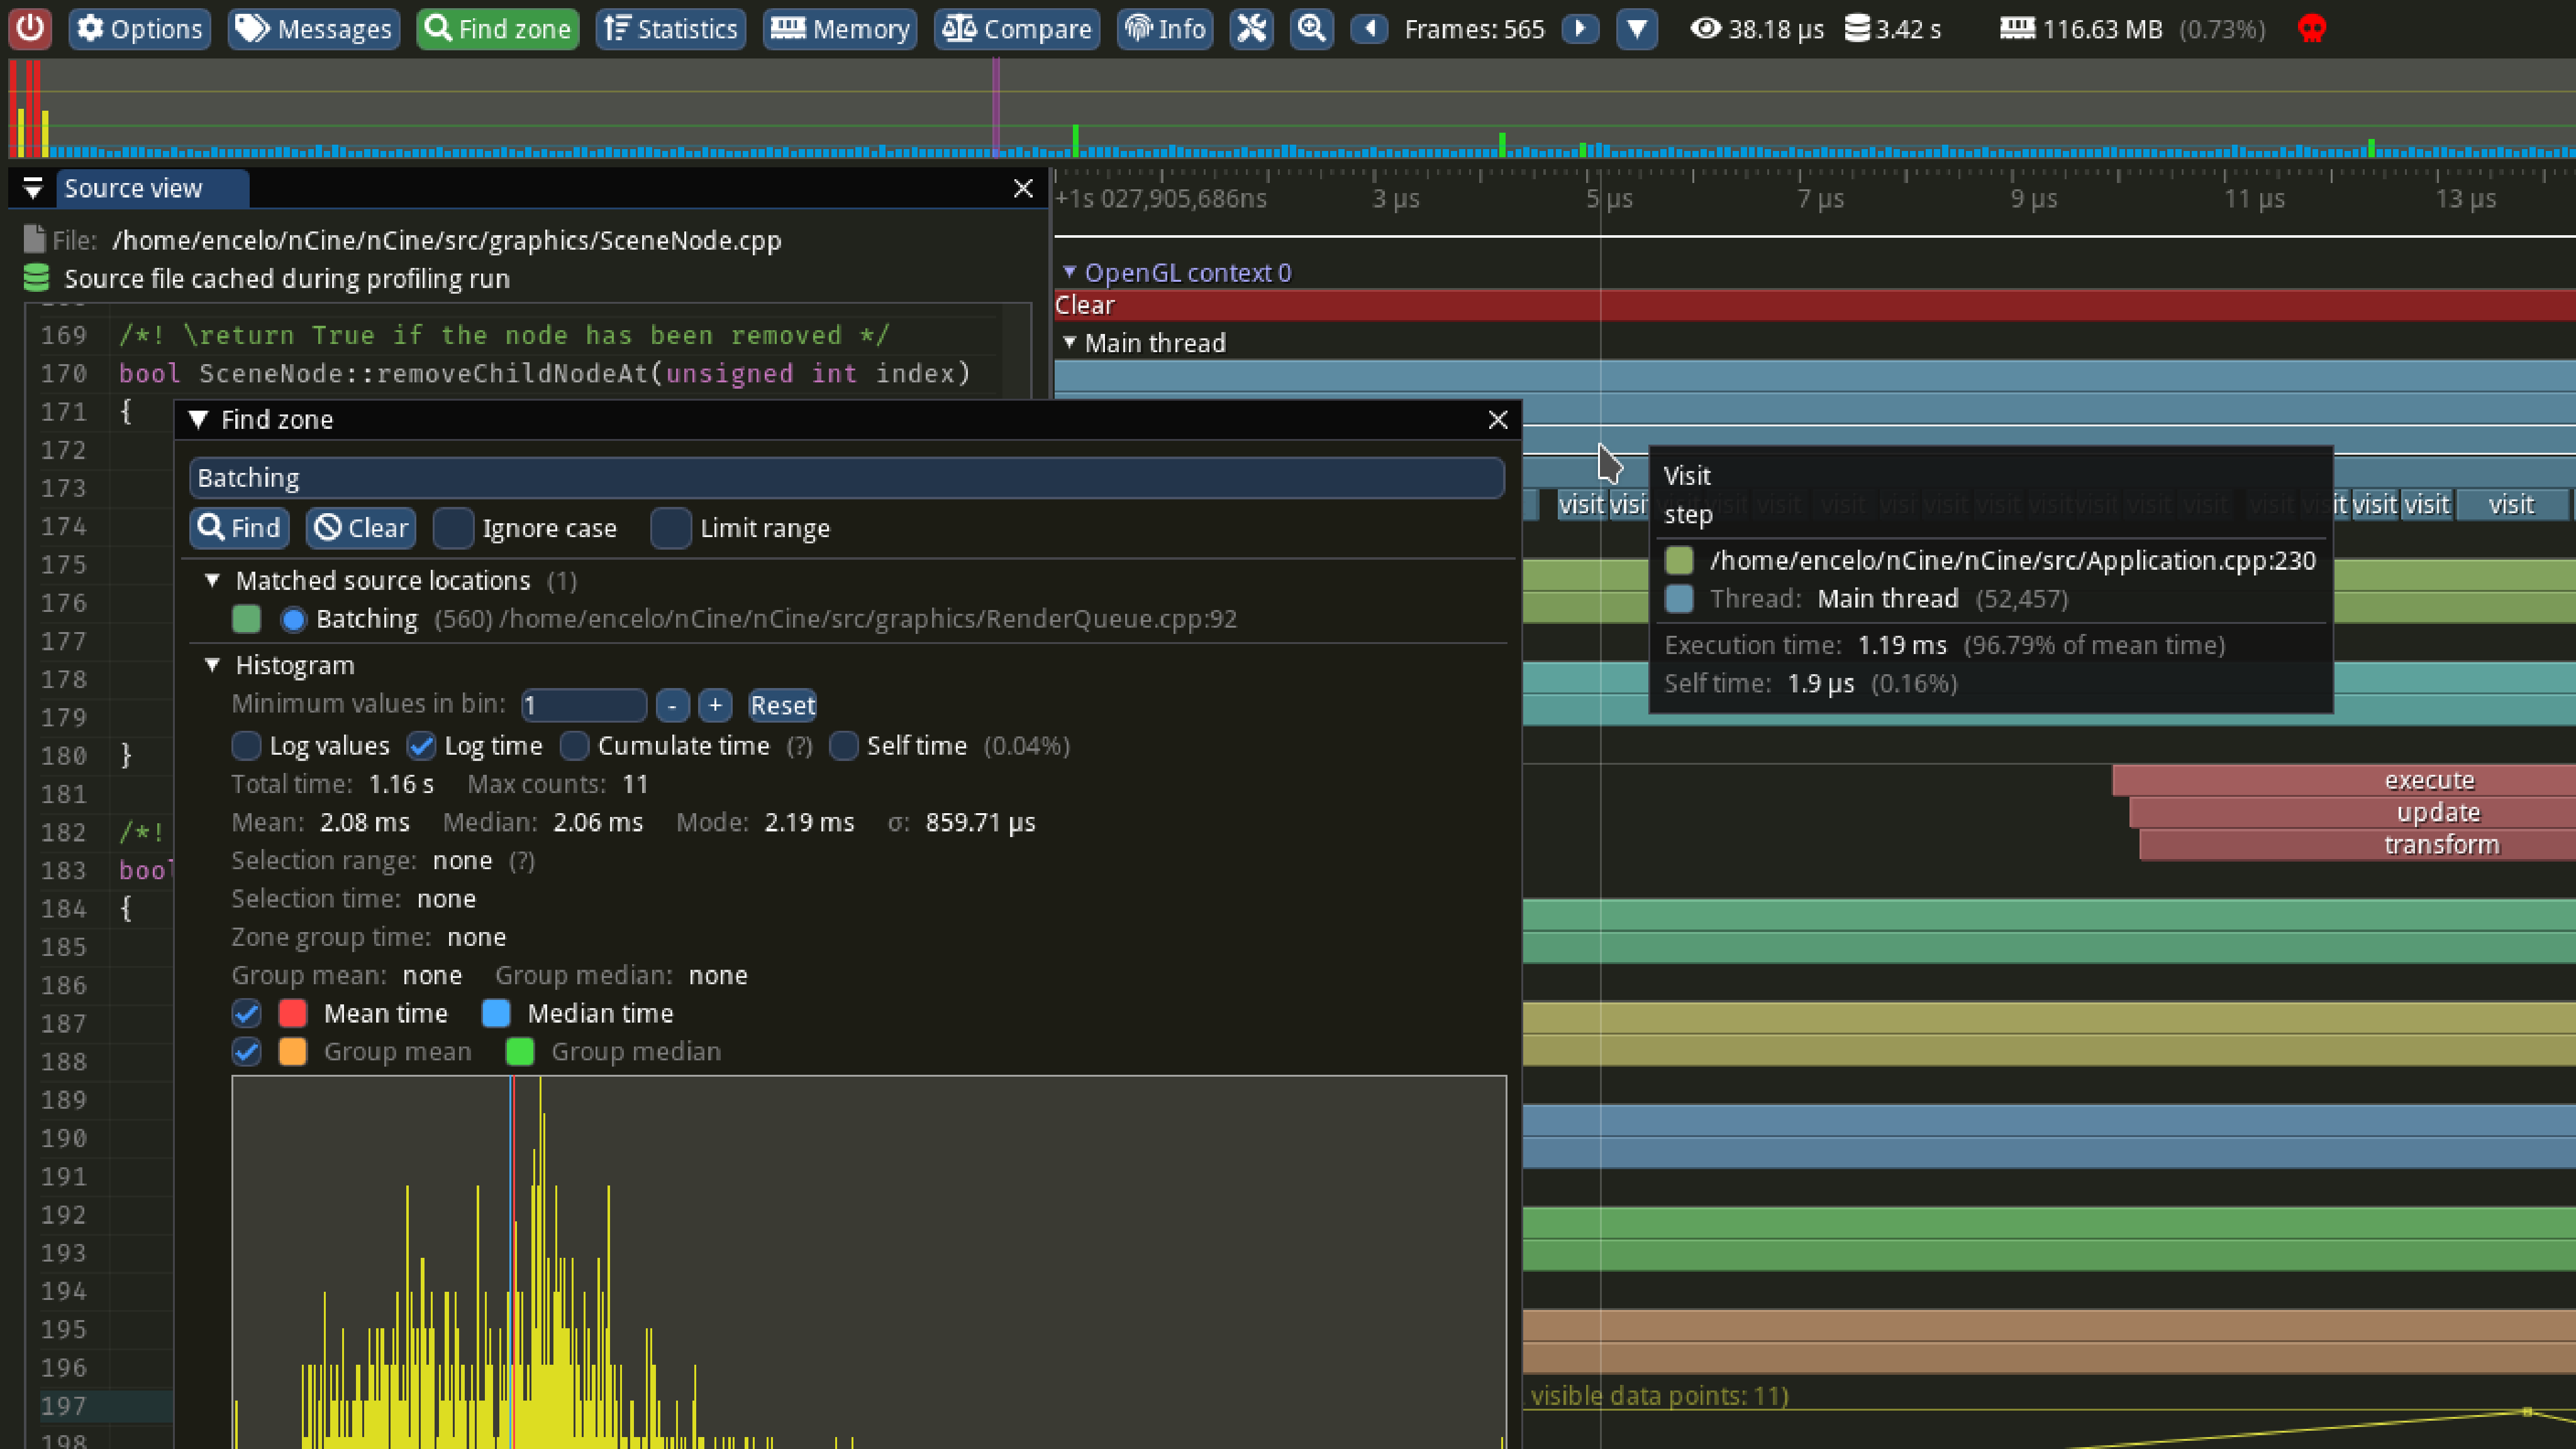 Options Messages Find zone Statistics Memory Compare Info Frames: 565 38.18 µs 3.42 s 116.63 MB (0.73%)
Source view
File: /home/encelo/nCine/nCine/src/graphics/SceneNode.cpp
Source file cached during profiling run
169 /*! \return True if the node has been removed */
170 bool SceneNode::removeChildNodeAt(unsigned int index)
171 {
172
173
174
175
176
177
178
179
180 }
181
182 /*!
183 bool
184 {
185
186
187
188
189
190
191
192
193
194
195
196
197
198
Find zone
Batching
Find Clear Ignore case Limit range
Matched source locations (1)
Batching (560) /home/encelo/nCine/nCine/src/graphics/RenderQueue.cpp:92
Histogram
Minimum values in bin: 1 - + Reset
Log values Log time Cumulate time (?) Self time (0.04%)
Total time: 1.16 s Max counts: 11
Mean: 2.08 ms Median: 2.06 ms Mode: 2.19 ms σ: 859.71 µs
Selection range: none (?)
Selection time: none
Zone group time: none
Group mean: none Group median: none
Mean time Median time
Group mean Group median
+1s 027,905,686ns 3 µs 5 µs 7 µs 9 µs 11 µs 13 µs
OpenGL context 0
Clear
Main thread
visit visit visit visit visit
Visit
step
/home/encelo/nCine/nCine/src/Application.cpp:230
Thread: Main thread (52,457)
Execution time: 1.19 ms (96.79% of mean time)
Self time: 1.9 µs (0.16%)
execute
update
transform
visible data points: 11)